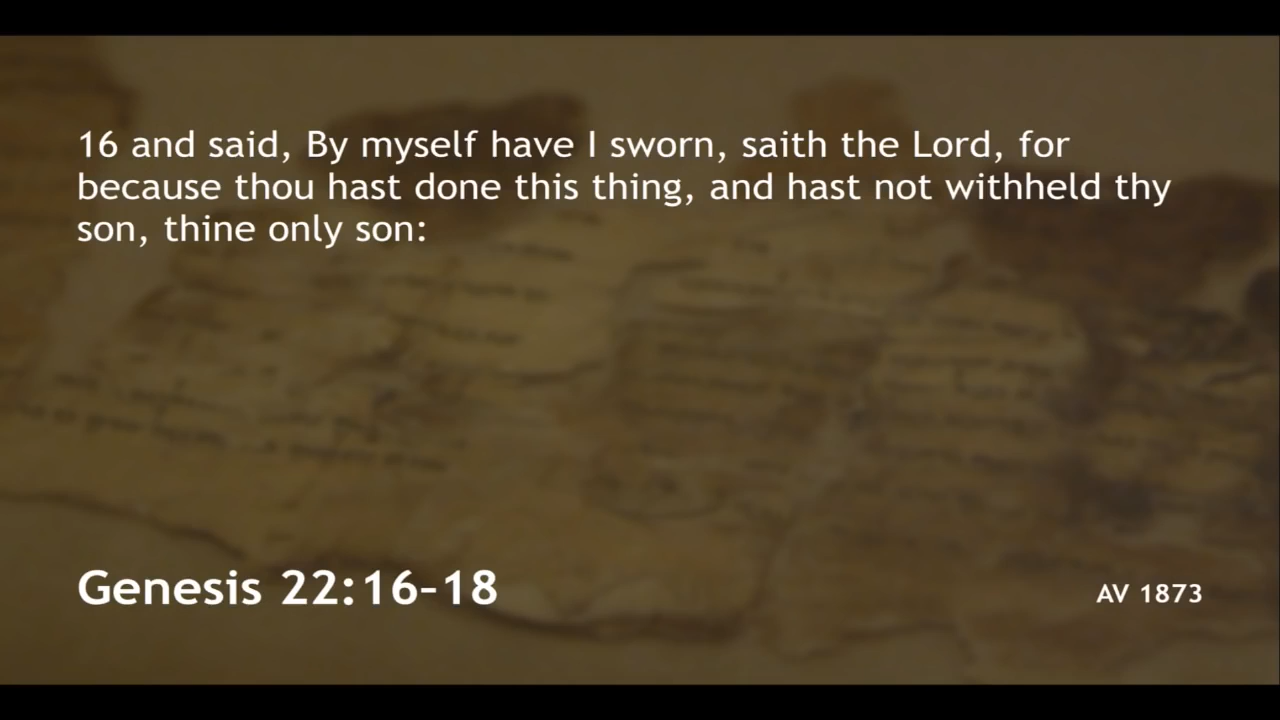 16 and said, By myself have I sworn, saith the Lord, for
because thou hast done this thing, and hast not withheld thy
son, thine only son:
Genesis 22:16–18
AV 1873